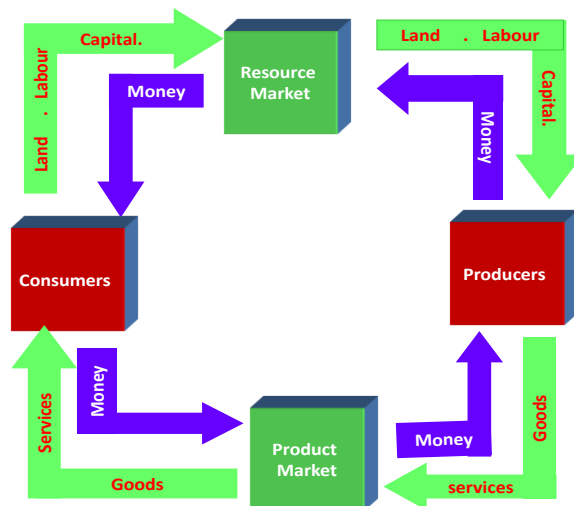 Capital.
Land . Labour
Land . Labour
Capital.
Resource
Market
Money
Money
Consumers
Producers
Services
Goods
Money
Money
Product
Market
Goods
services